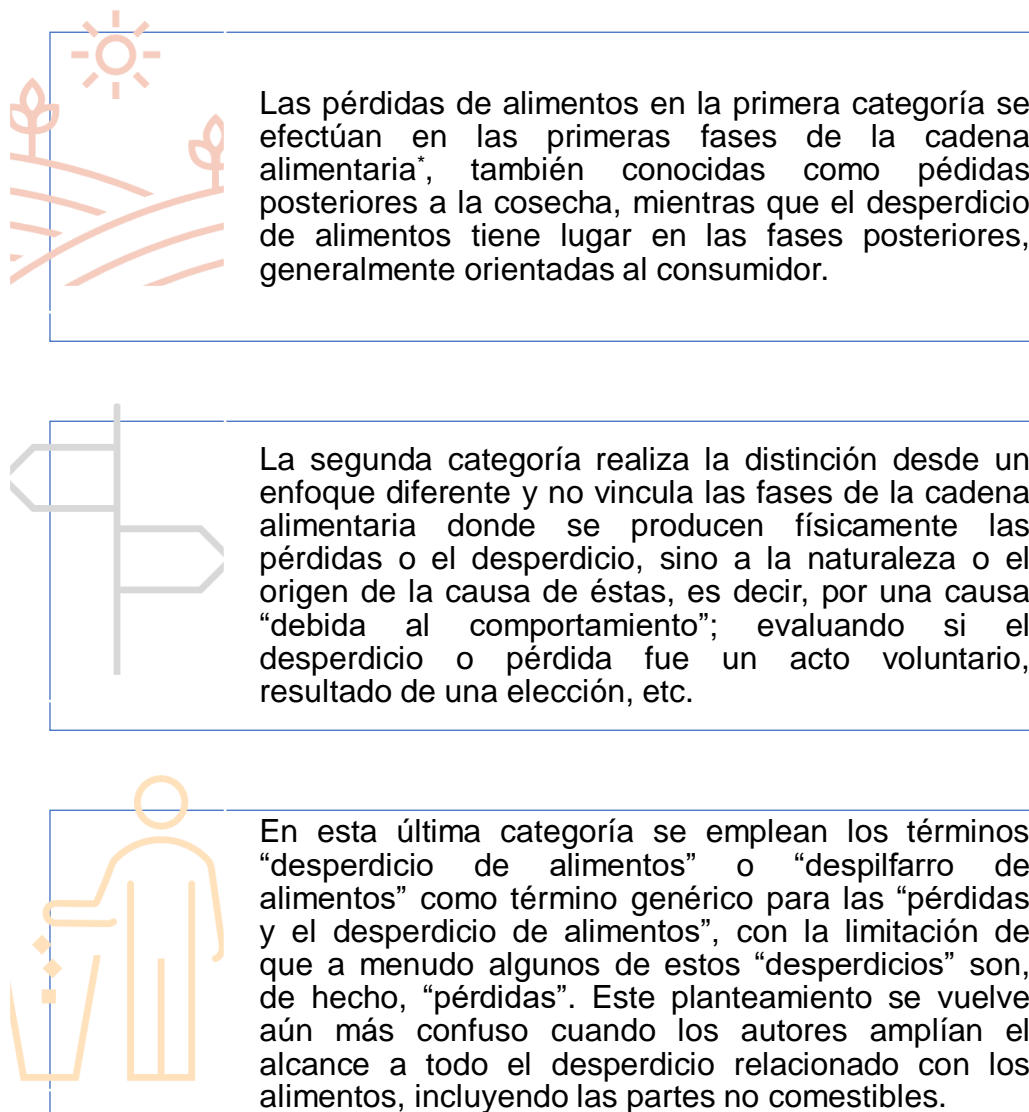 Las pérdidas de alimentos en la primera categoría se
efectúan en las primeras fases de la cadena
alimentaria*, también conocidas como pédidas
posteriores a la cosecha, mientras que el desperdicio
de alimentos tiene lugar en las fases posteriores,
generalmente orientadas al consumidor.
La segunda categoría realiza la distinción desde un
enfoque diferente y no vincula las fases de la cadena
alimentaria donde se producen físicamente las
pérdidas o el desperdicio, sino a la naturaleza o el
origen de la causa de éstas, es decir, por una causa
“debida al comportamiento”; evaluando si el
desperdicio o pérdida fue un acto voluntario,
resultado de una elección, etc.
En esta última categoría se emplean los términos
“desperdicio de alimentos” o “despilfarro de
alimentos” como término genérico para las “pérdidas
y el desperdicio de alimentos”, con la limitación de
que a menudo algunos de estos “desperdicios” son,
de hecho, “pérdidas”. Este planteamiento se vuelve
aún más confuso cuando los autores amplían el
alcance a todo el desperdicio relacionado con los
alimentos, incluyendo las partes no comestibles.